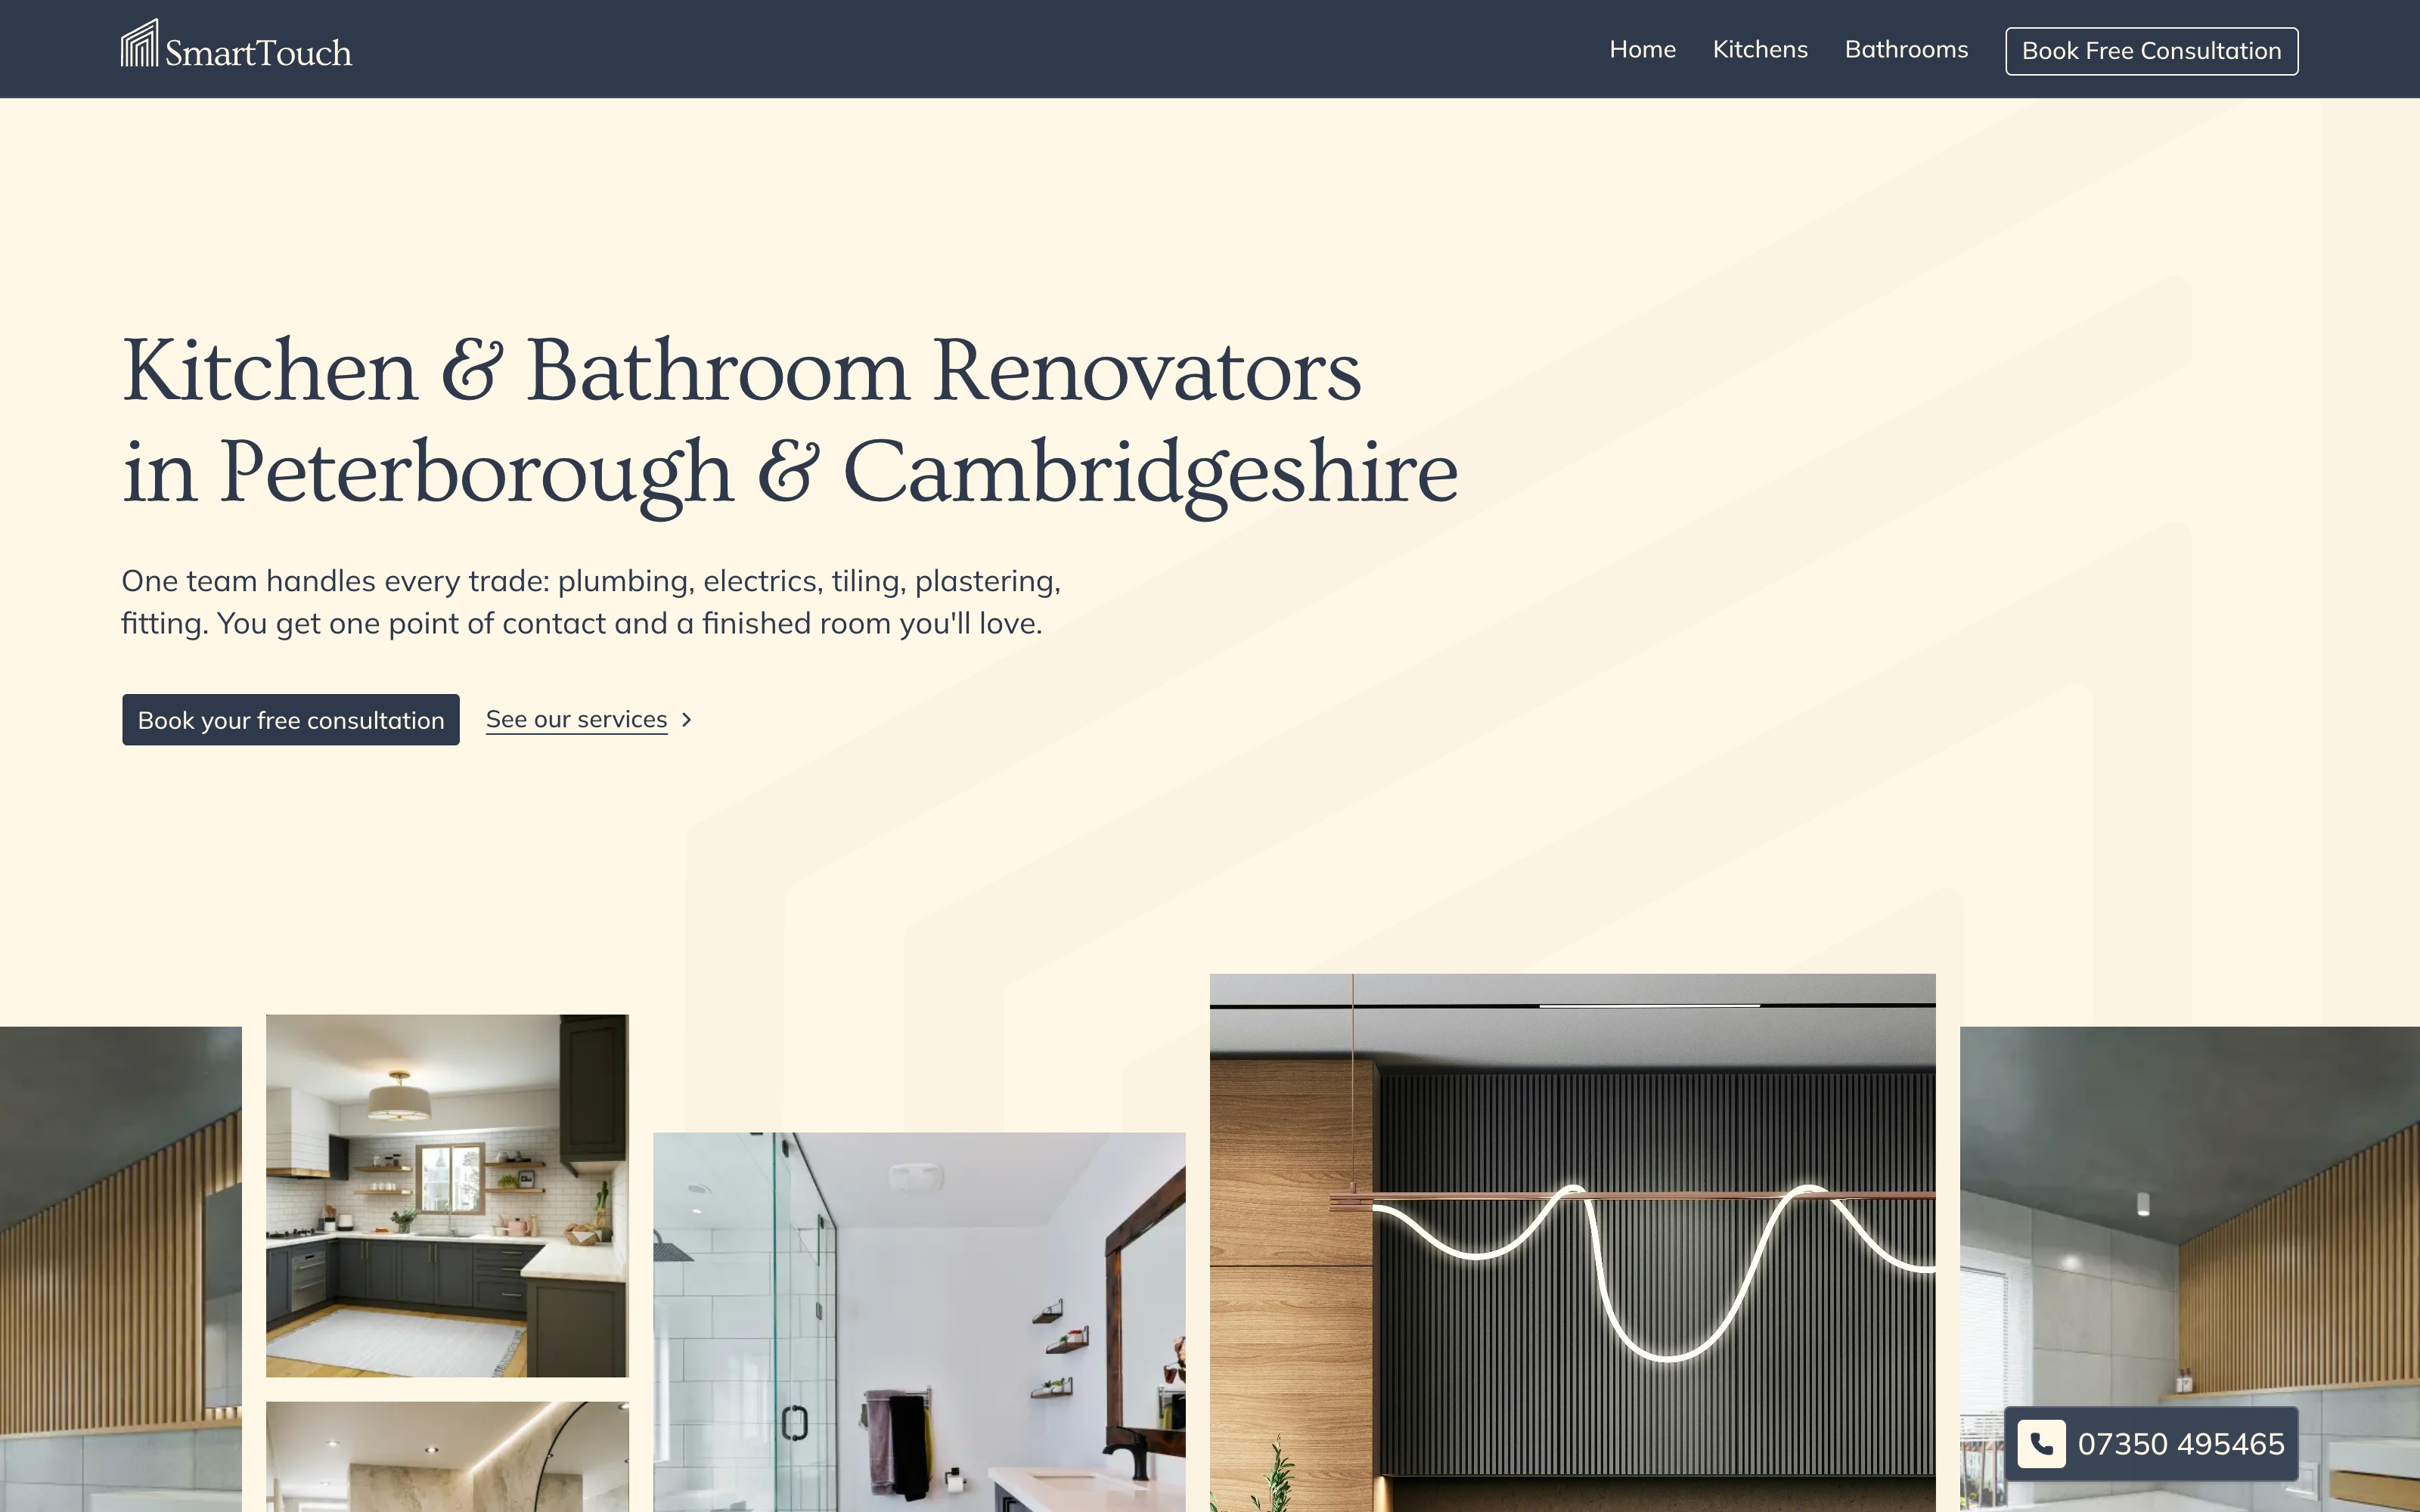 SmartTouch
Home
Kitchens
Bathrooms
Book Free Consultation
Kitchen & Bathroom Renovators
in Peterborough & Cambridgeshire
One team handles every trade: plumbing, electrics, tiling, plastering,
fitting. You get one point of contact and a finished room you'll love.
Book your free consultation
See our services
07350 495465